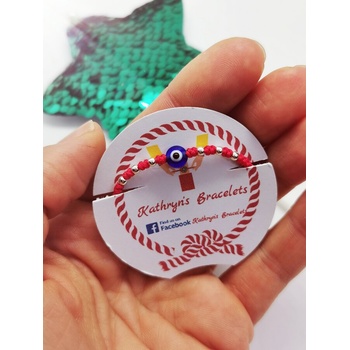 Kathryn's Bracelets
Find us on
Facebook Kathryn's Bracelets